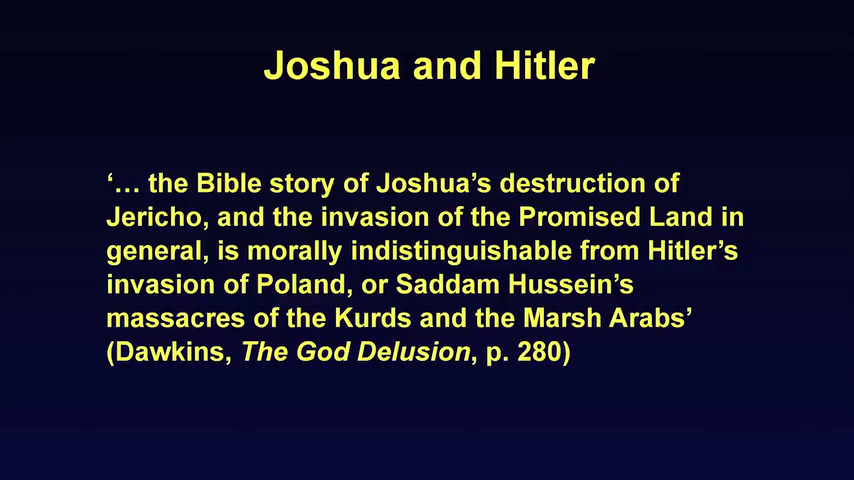 Joshua and Hitler
‘… the Bible story of Joshua’s destruction of
Jericho, and the invasion of the Promised Land in
general, is morally indistinguishable from Hitler’s
invasion of Poland, or Saddam Hussein’s
massacres of the Kurds and the Marsh Arabs’
(Dawkins, The God Delusion, p. 280)